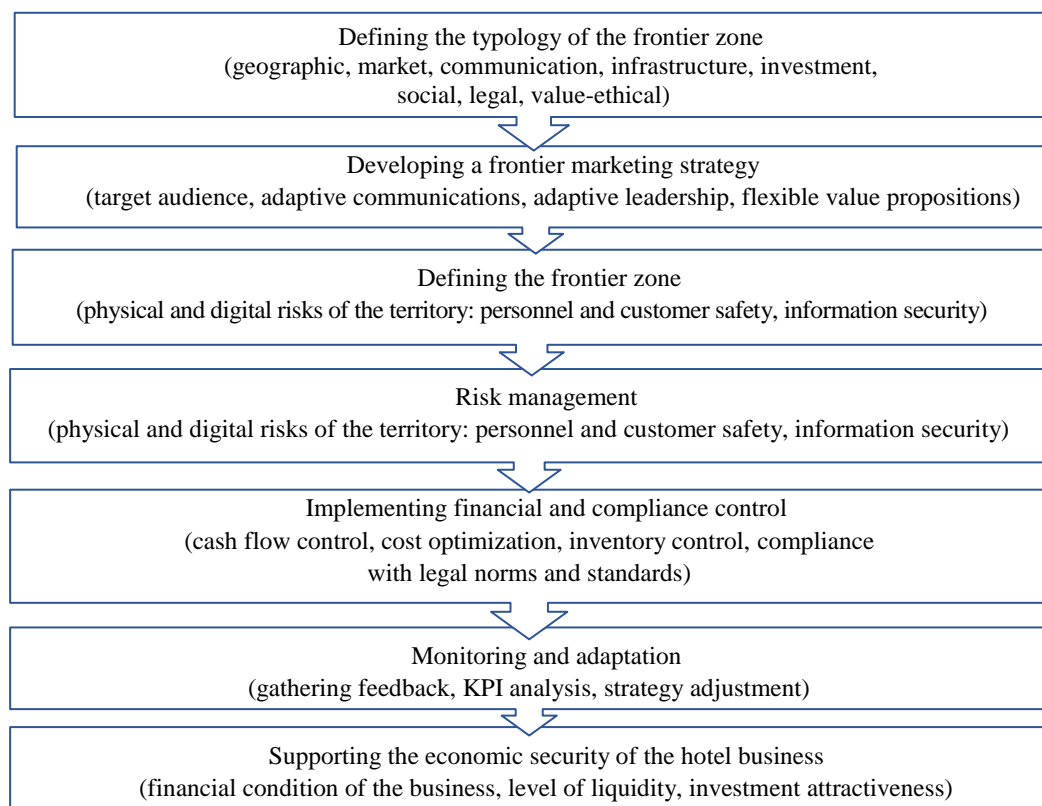 Defining the typology of the frontier zone
(geographic, market, communication, infrastructure, investment,
social, legal, value-ethical)
Developing a frontier marketing strategy
(target audience, adaptive communications, adaptive leadership, flexible value propositions)
Defining the frontier zone
(physical and digital risks of the territory: personnel and customer safety, information security)
Risk management
(physical and digital risks of the territory: personnel and customer safety, information security)
Implementing financial and compliance control
(cash flow control, cost optimization, inventory control, compliance
with legal norms and standards)
Monitoring and adaptation
(gathering feedback, KPI analysis, strategy adjustment)
Supporting the economic security of the hotel business
(financial condition of the business, level of liquidity, investment attractiveness)